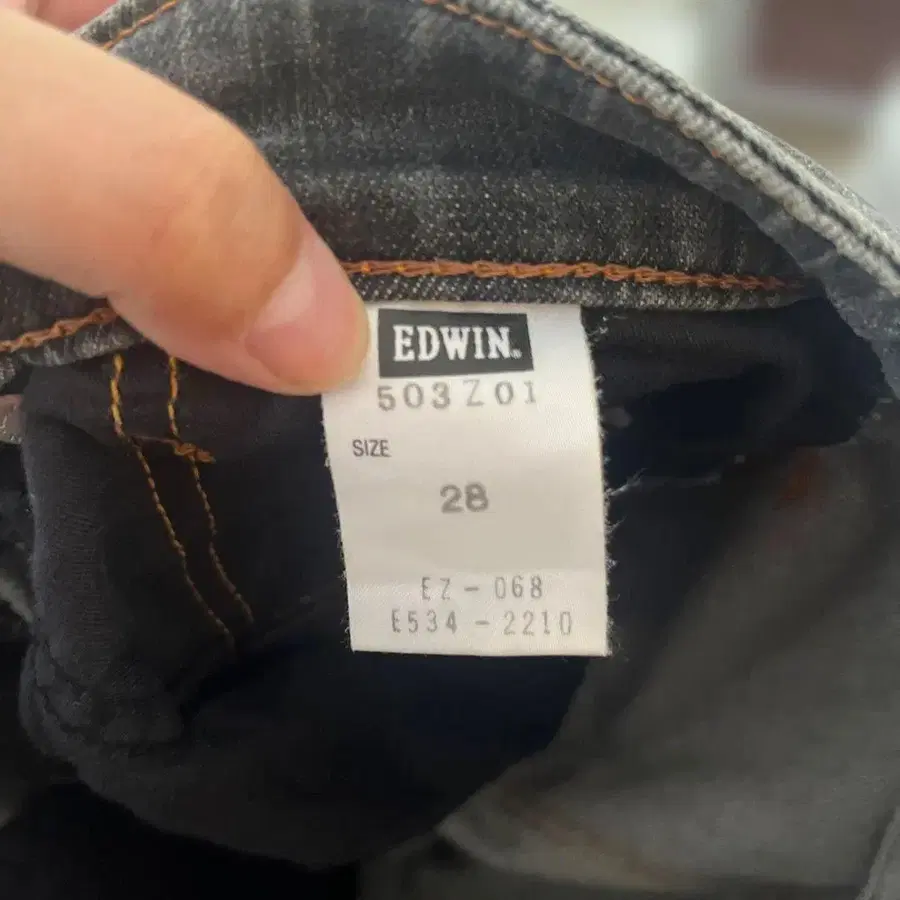 EDWIN.
503Z01
SIZE
28
EZ-068
E534-2210